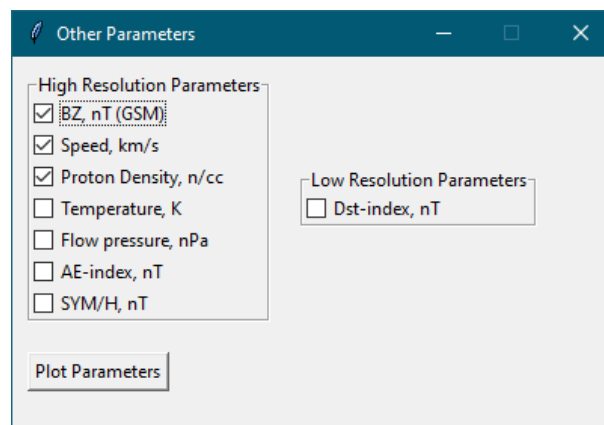 Other Parameters
High Resolution Parameters
BZ, nT (GSM)
Speed, km/s
Proton Density, n/cc
Temperature, K
Flow pressure, nPa
AE-index, nT
SYM/H, nT
Low Resolution Parameters
Dst-index, nT
Plot Parameters